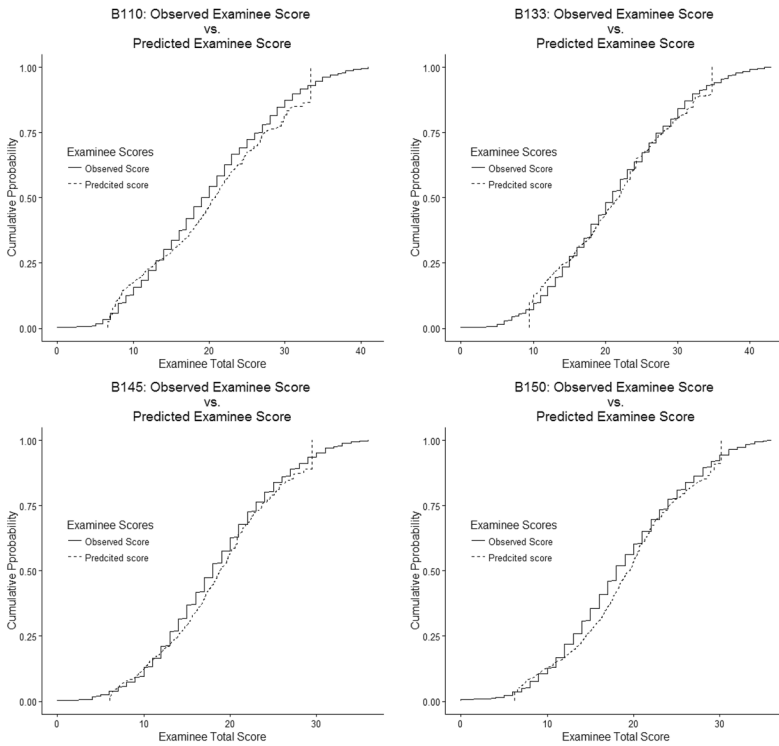 B110: Observed Examinee Score
vs.
Predicted Examinee Score
1.00
0.75
0.50
0.25
0.00
Cumulative Pprobability
Examinee Scores
Observed Score
Predcited score
0 10 20 30 40
Examinee Total Score
B133: Observed Examinee Score
vs.
Predicted Examinee Score
1.00
0.75
0.50
0.25
0.00
Cumulative Pprobability
Examinee Scores
Observed Score
Predcited score
0 10 20 30 40
Examinee Total Score
B145: Observed Examinee Score
vs.
Predicted Examinee Score
1.00
0.75
0.50
0.25
0.00
Cumulative Pprobability
Examinee Scores
Observed Score
Predcited score
0 10 20 30
Examinee Total Score
B150: Observed Examinee Score
vs.
Predicted Examinee Score
1.00
0.75
0.50
0.25
0.00
Cumulative Pprobability
Examinee Scores
Observed Score
Predcited score
0 10 20 30
Examinee Total Score